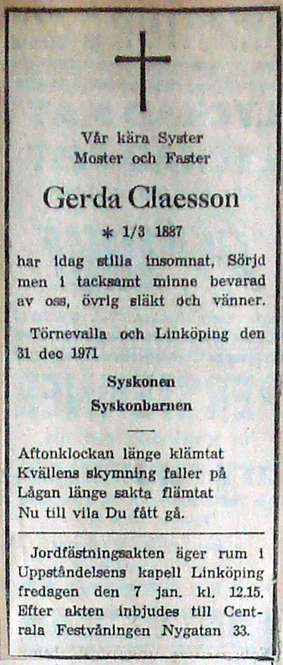 Vår kära Syster
Moster och Faster
Gerda Claesson
* 1/3 1887
har idag stilla insomnat, Sörjd
men i tacksamt minne bevarad
av oss, övrig släkt och vänner.
Törnevalla och Linköping den
31 dec 1971
Syskonen
Syskonbarnen
Aftonklockan länge klämtat
Kvällens skymning faller på
Lågan länge sakta flämtat
Nu till vila Du fått gå.
Jordfästningsakten äger rum i
Uppståndelsens kapell Linköping
fredagen den 7 jan. kl. 12.15.
Efter akten inbjudes till Cent-
rala Festvåningen Nygatan 33.